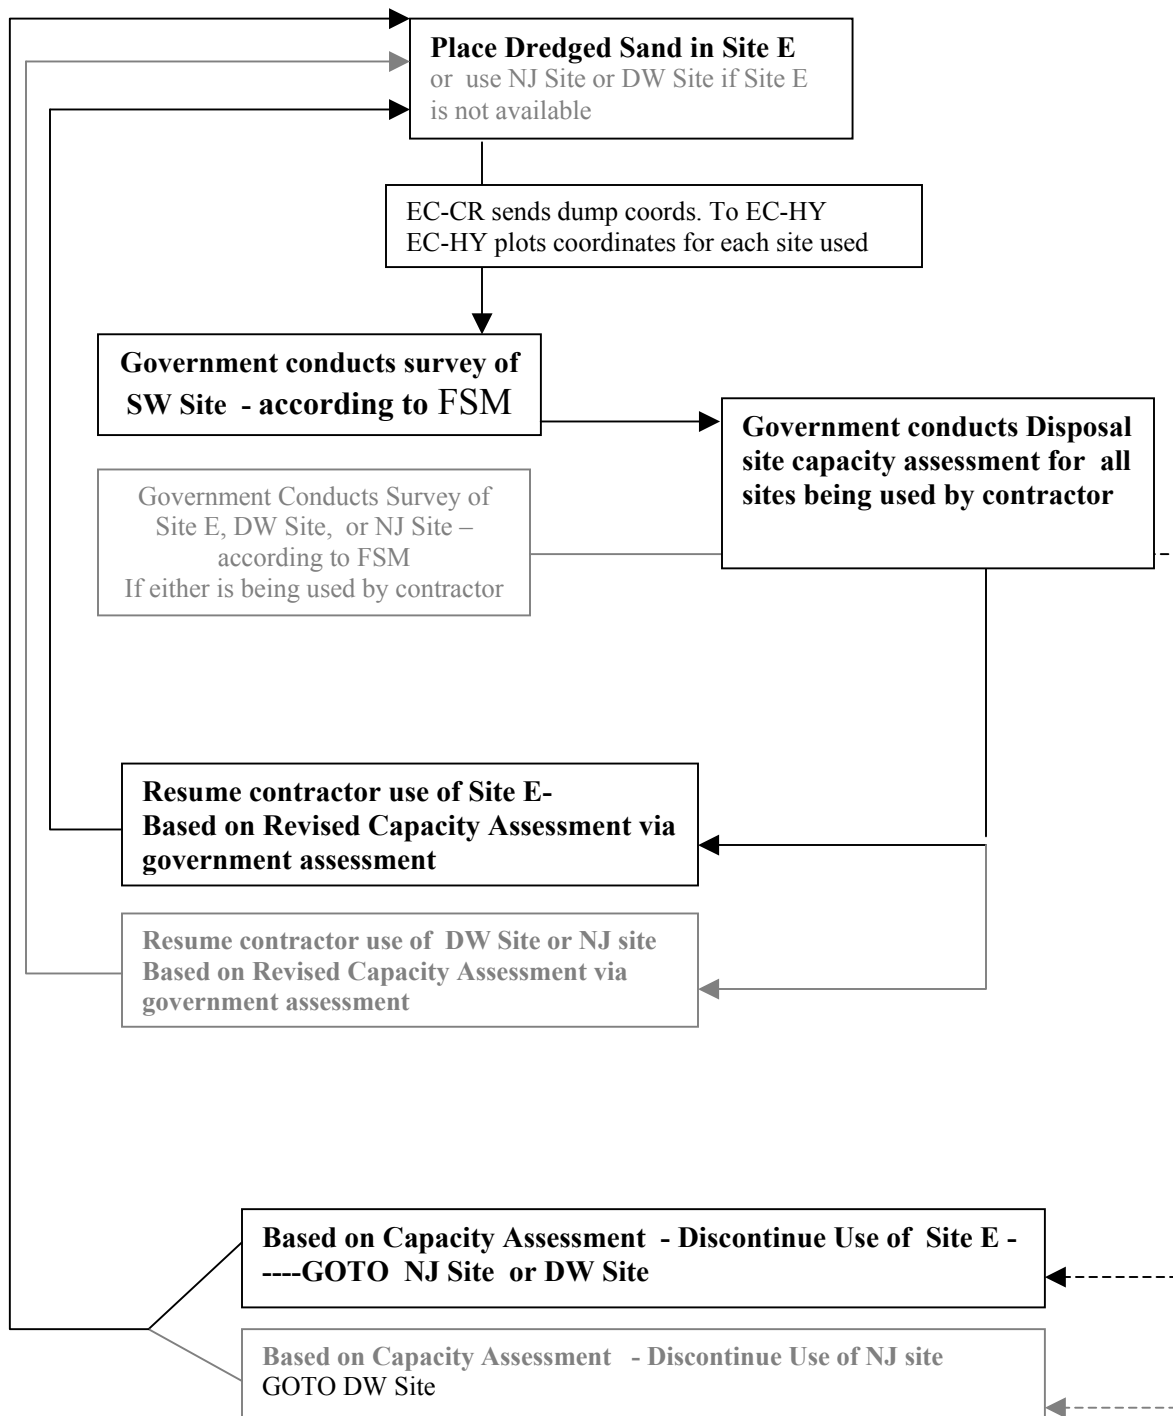 Place Dredged Sand in Site E
or use NJ Site or DW Site if Site E
is not available
EC-CR sends dump coords. To EC-HY
EC-HY plots coordinates for each site used
Government conducts survey of
SW Site - according to FSM
Government conducts Disposal
site capacity assessment for all
sites being used by contractor
Government Conducts Survey of
Site E, DW Site, or NJ Site –
according to FSM
If either is being used by contractor
Resume contractor use of Site E-
Based on Revised Capacity Assessment via
government assessment
Resume contractor use of DW Site or NJ site
Based on Revised Capacity Assessment via
government assessment
Based on Capacity Assessment - Discontinue Use of Site E -
----GOTO NJ Site or DW Site
Based on Capacity Assessment - Discontinue Use of NJ site
GOTO DW Site